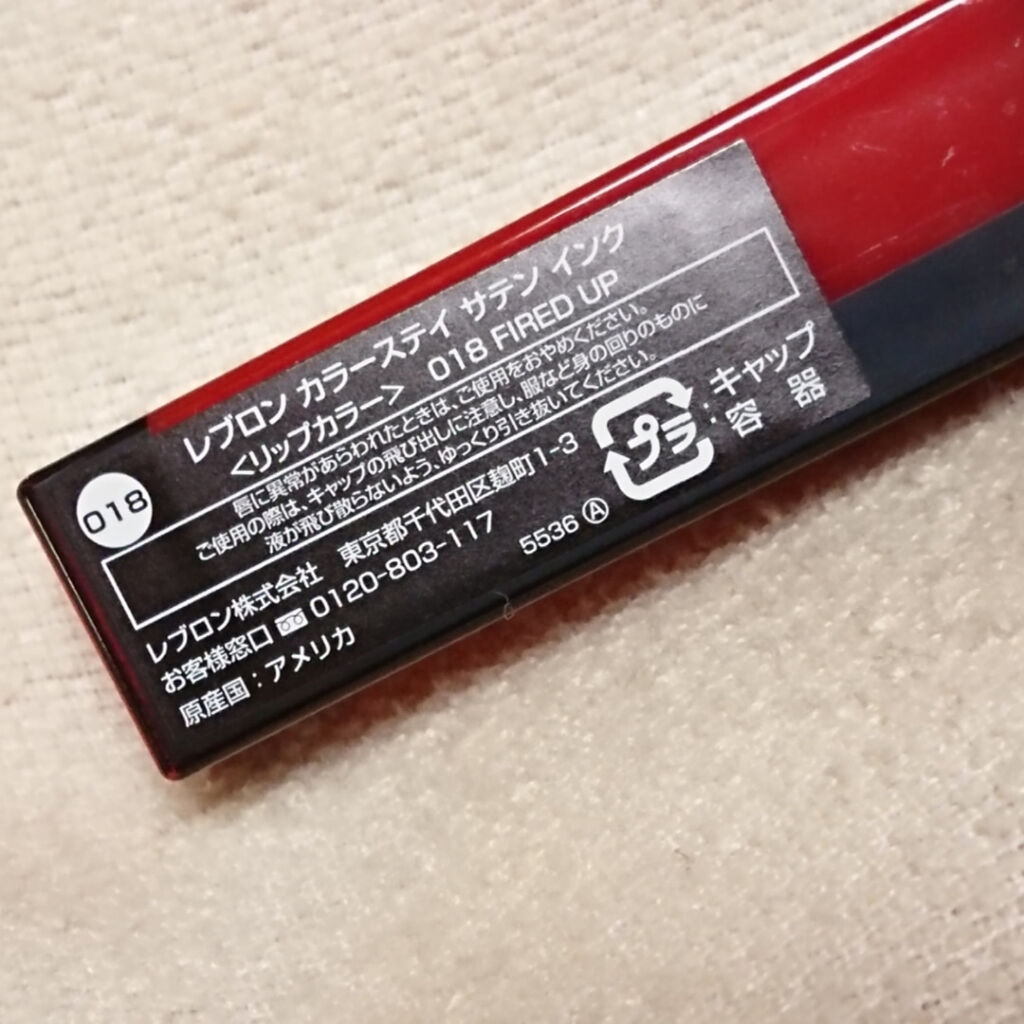 018
レブロン カラーステイ サテン インク
<リップカラー> 018 FIRED UP
唇に異常があらわれたときは、ご使用をおやめください。
ご使用の際は、キャップの飛び出しに注意し、服など身の回りのものに
液が飛び散らないよう、ゆっくり引き抜いてください。
レブロン株式会社 東京都千代田区麹町1-3
お客様窓口 0120-803-117
原産国:アメリカ
5536 Ⓐ
プラ:キャップ
容器